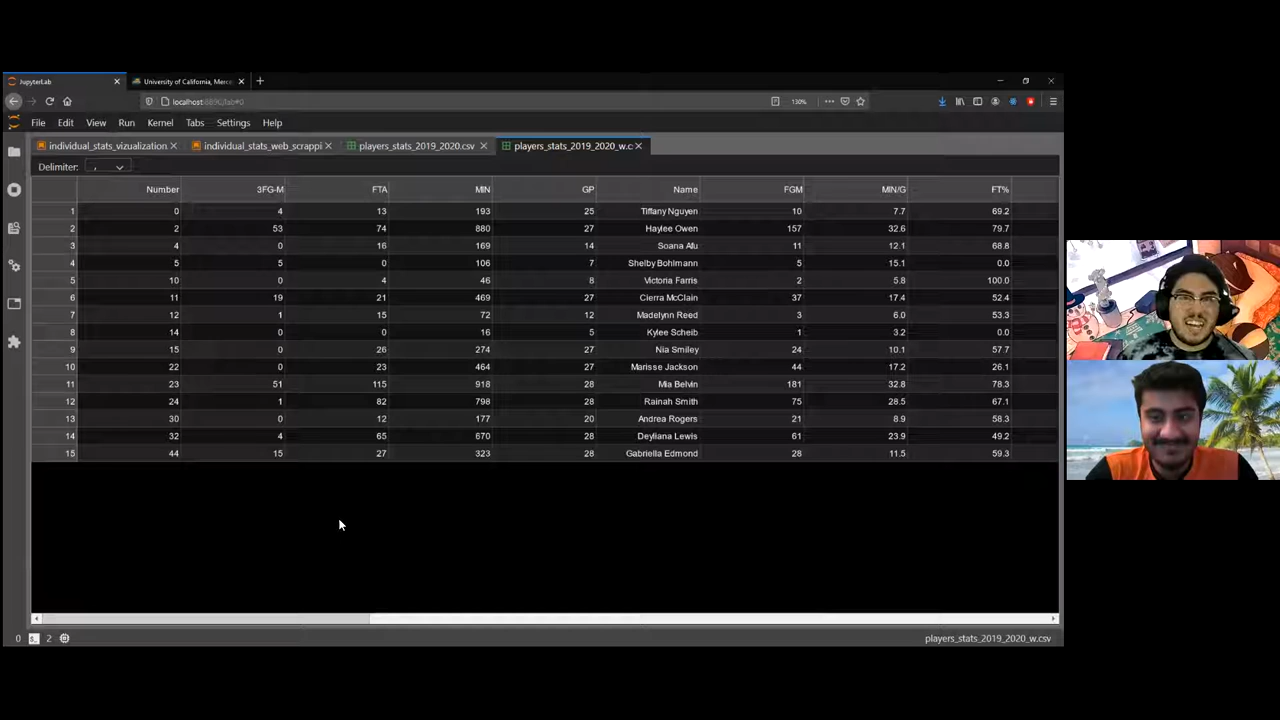 JupyterLab
University of California, Merce
localhost:8890/lab#0
130%
File Edit View Run Kernel Tabs Settings Help
individual_stats_vizualization individual_stats_web_scrappi players_stats_2019_2020.csv players_stats_2019_2020_w.c
Delimiter: ,
Number 3FG-M FTA MIN GP Name FGM MIN/G FT%
1 0 4 13 193 25 Tiffany Nguyen 10 7.7 69.2
2 2 53 74 880 27 Haylee Owen 157 32.6 79.7
3 4 0 16 169 14 Soana Afu 11 12.1 68.8
4 5 5 0 106 7 Shelby Bohlmann 5 15.1 0.0
5 10 0 4 46 8 Victoria Farris 2 5.8 100.0
6 11 19 21 469 27 Cierra McClain 37 17.4 52.4
7 12 1 15 72 12 Madelynn Reed 3 6.0 53.3
8 14 0 0 16 5 Kylee Scheib 1 3.2 0.0
9 15 0 26 274 27 Nia Smiley 24 10.1 57.7
10 22 0 23 464 27 Marisse Jackson 44 17.2 26.1
11 23 51 115 918 28 Mia Belvin 181 32.8 78.3
12 24 1 82 798 28 Rainah Smith 75 28.5 67.1
13 30 0 12 177 20 Andrea Rogers 21 8.9 58.3
14 32 4 65 670 28 Deyliana Lewis 61 23.9 49.2
15 44 15 27 323 28 Gabriella Edmond 28 11.5 59.3
0 2 players_stats_2019_2020_w.csv